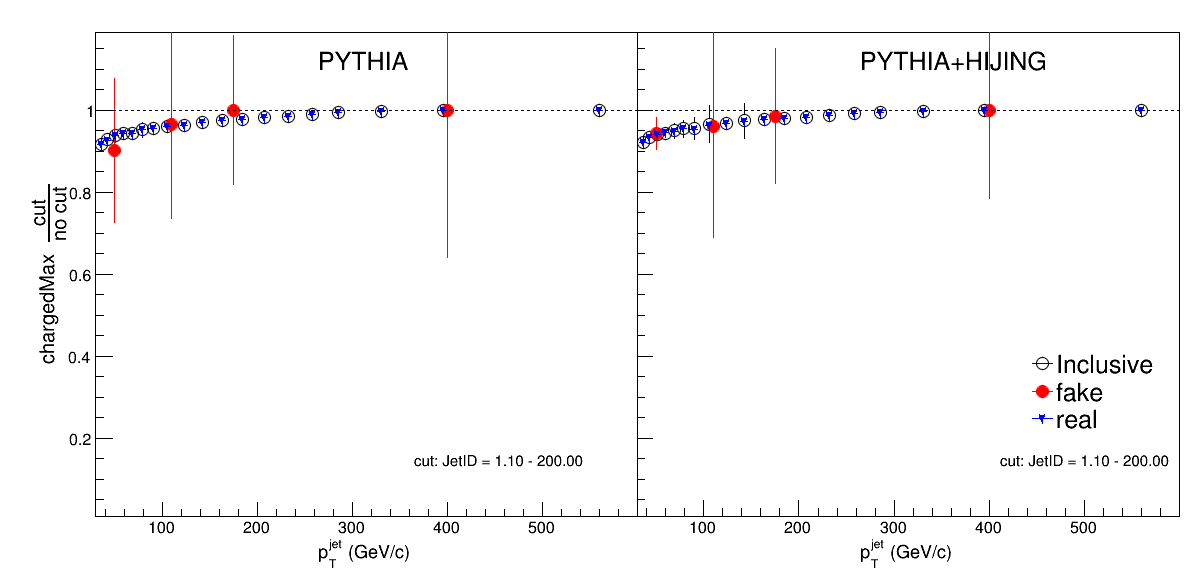 PYTHIA
PYTHIA+HIJING
chargedMax cut
no cut
1
0.8
0.6
0.4
0.2
Inclusive
fake
real
cut: JetID = 1.10 - 200.00
cut: JetID = 1.10 - 200.00
100 200 300 400 500
100 200 300 400 500
p_T^jet (GeV/c)
p_T^jet (GeV/c)